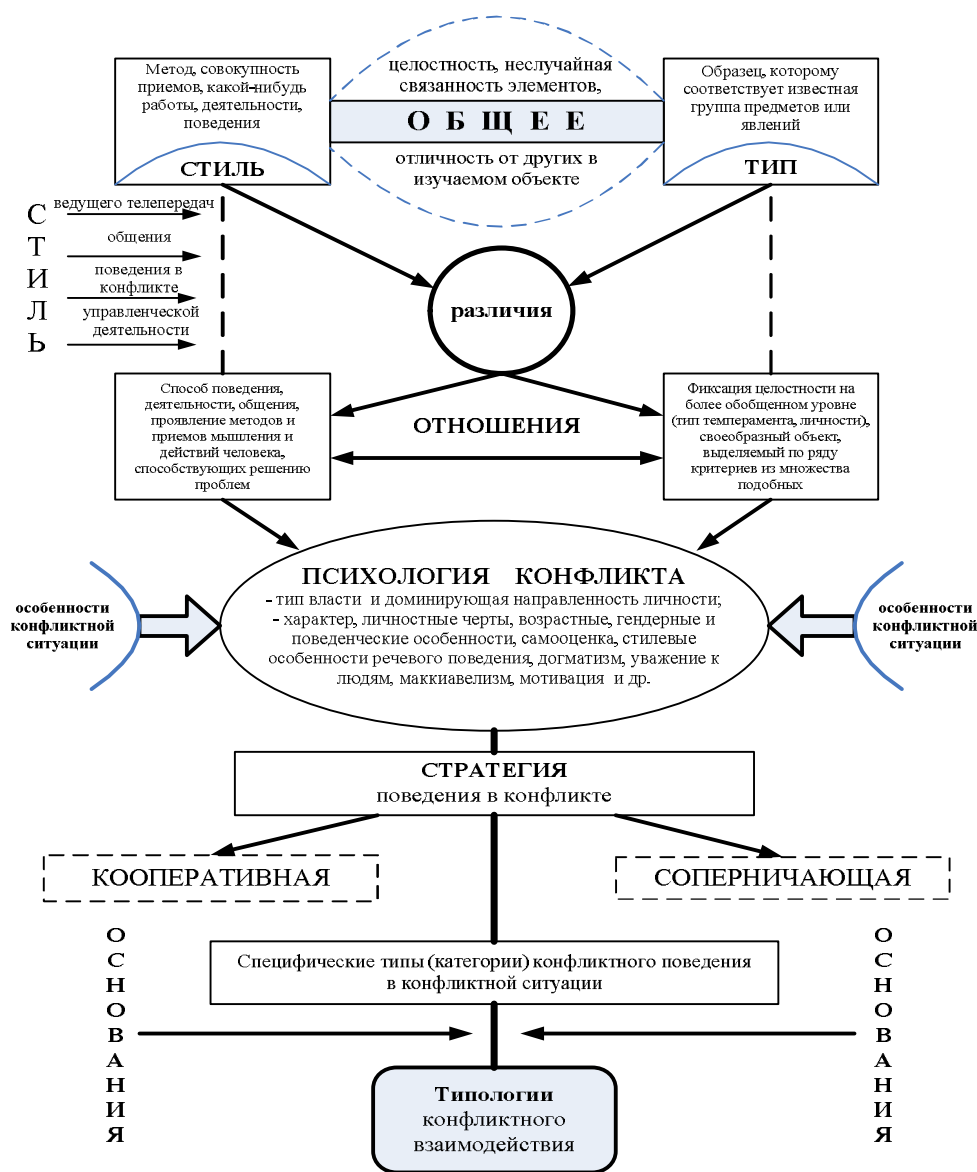 Метод, совокупность
приемов, какой-нибудь
работы, деятельности,
поведения
СТИЛЬ
целостность, неслучайная
связанность элементов,
ОБЩЕЕ
отличность от других в
изучаемом объекте
Образец, которому
соответствует известная
группа предметов или
явлений
ТИП
СТИЛЬ
ведущего телепередач
общения
поведения в
конфликте
управленческой
деятельности
различия
Способ поведения,
деятельности, общения,
проявление методов и
приемов мышления и
действий человека,
способствующих решению
проблем
ОТНОШЕНИЯ
Фиксация целостности на
более обобщенном уровне
(тип темперамента, личности),
своеобразный объект,
выделяемый по ряду
критериев из множества
подобных
особенности
конфликтной
ситуации
ПСИХОЛОГИЯ КОНФЛИКТА
- тип власти и доминирующая направленность личности;
- характер, личностные черты, возрастные, гендерные и
поведенческие особенности, самооценка, стилевые
особенности речевого поведения, догматизм, уважение к
людям, маккиавелизм, мотивация и др.
особенности
конфликтной
ситуации
СТРАТЕГИЯ
поведения в конфликте
КООПЕРАТИВНАЯ
СОПЕРНИЧАЮЩАЯ
ОСНОВАНИЯ
Специфические типы (категории) конфликтного поведения
в конфликтной ситуации
ОСНОВАНИЯ
Типологии
конфликтного
взаимодействия